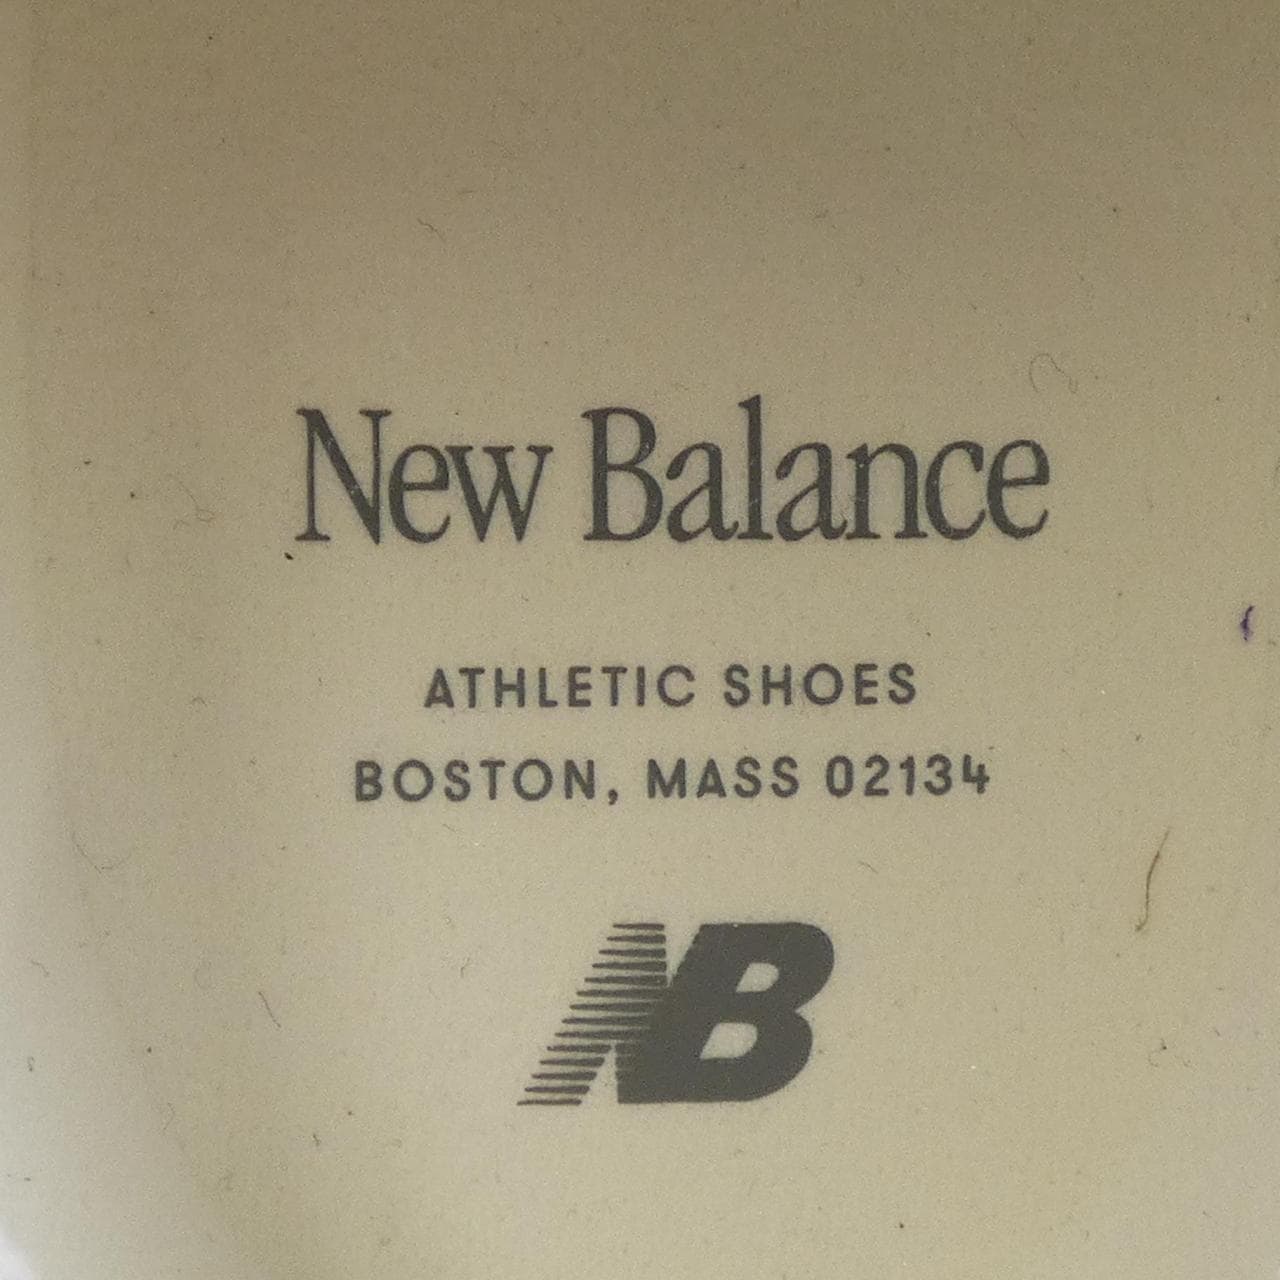 New Balance
ATHLETIC SHOES
BOSTON, MASS 02134
NB